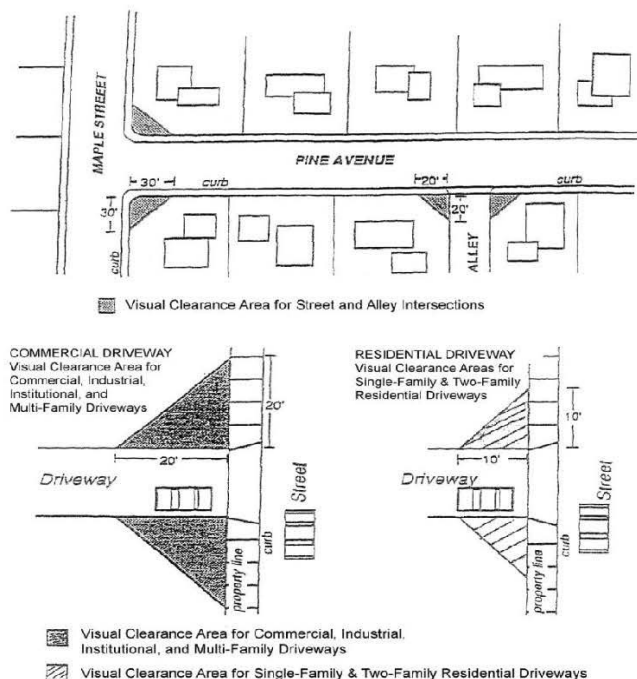 MAPLE STREEET
PINE AVENUE
30'
curb
20'
curb
30'
20'
curb
ALLEY
Visual Clearance Area for Street and Alley Intersections
COMMERCIAL DRIVEWAY
Visual Clearance Area for
Commercial, Industrial,
Institutional, and
Multi-Family Driveways
20'
20'
Driveway
Street
curb
property line
RESIDENTIAL DRIVEWAY
Visual Clearance Areas for
Single-Family & Two-Family
Residential Driveways
10'
10'
Driveway
Street
curb
property line
Visual Clearance Area for Commercial, Industrial,
Institutional, and Multi-Family Driveways
Visual Clearance Area for Single-Family & Two-Family Residential Driveways